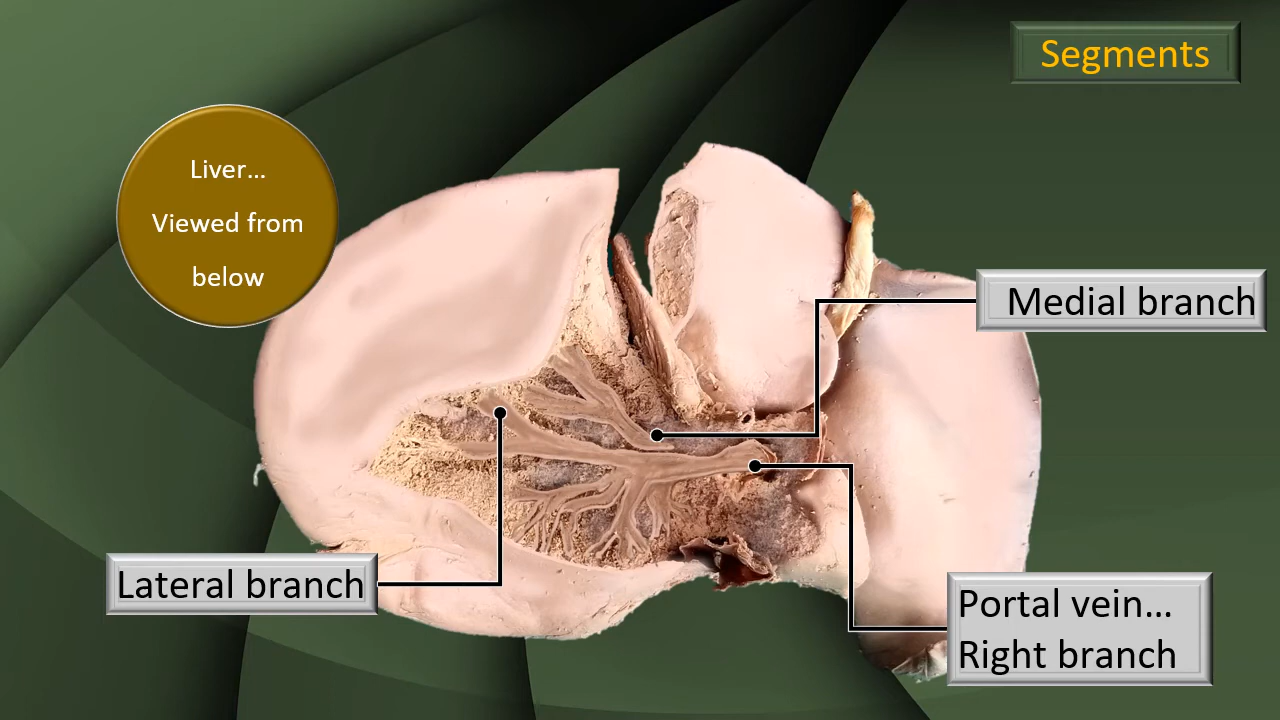 Segments
Liver...
Viewed from
below
Medial branch
Lateral branch
Portal vein...
Right branch